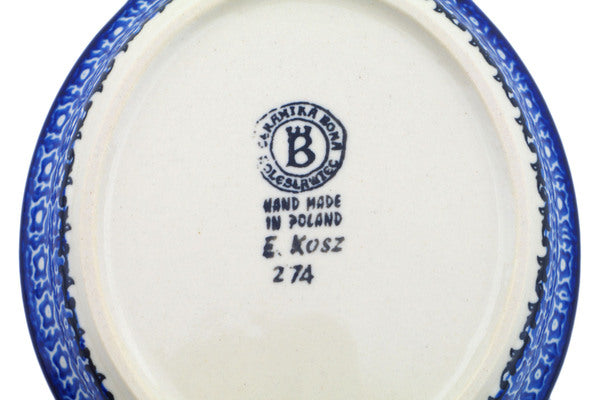 CERAMIKA BONA
BOLESŁAWIEC
B
HAND MADE
IN POLAND
E. KOSZ
274